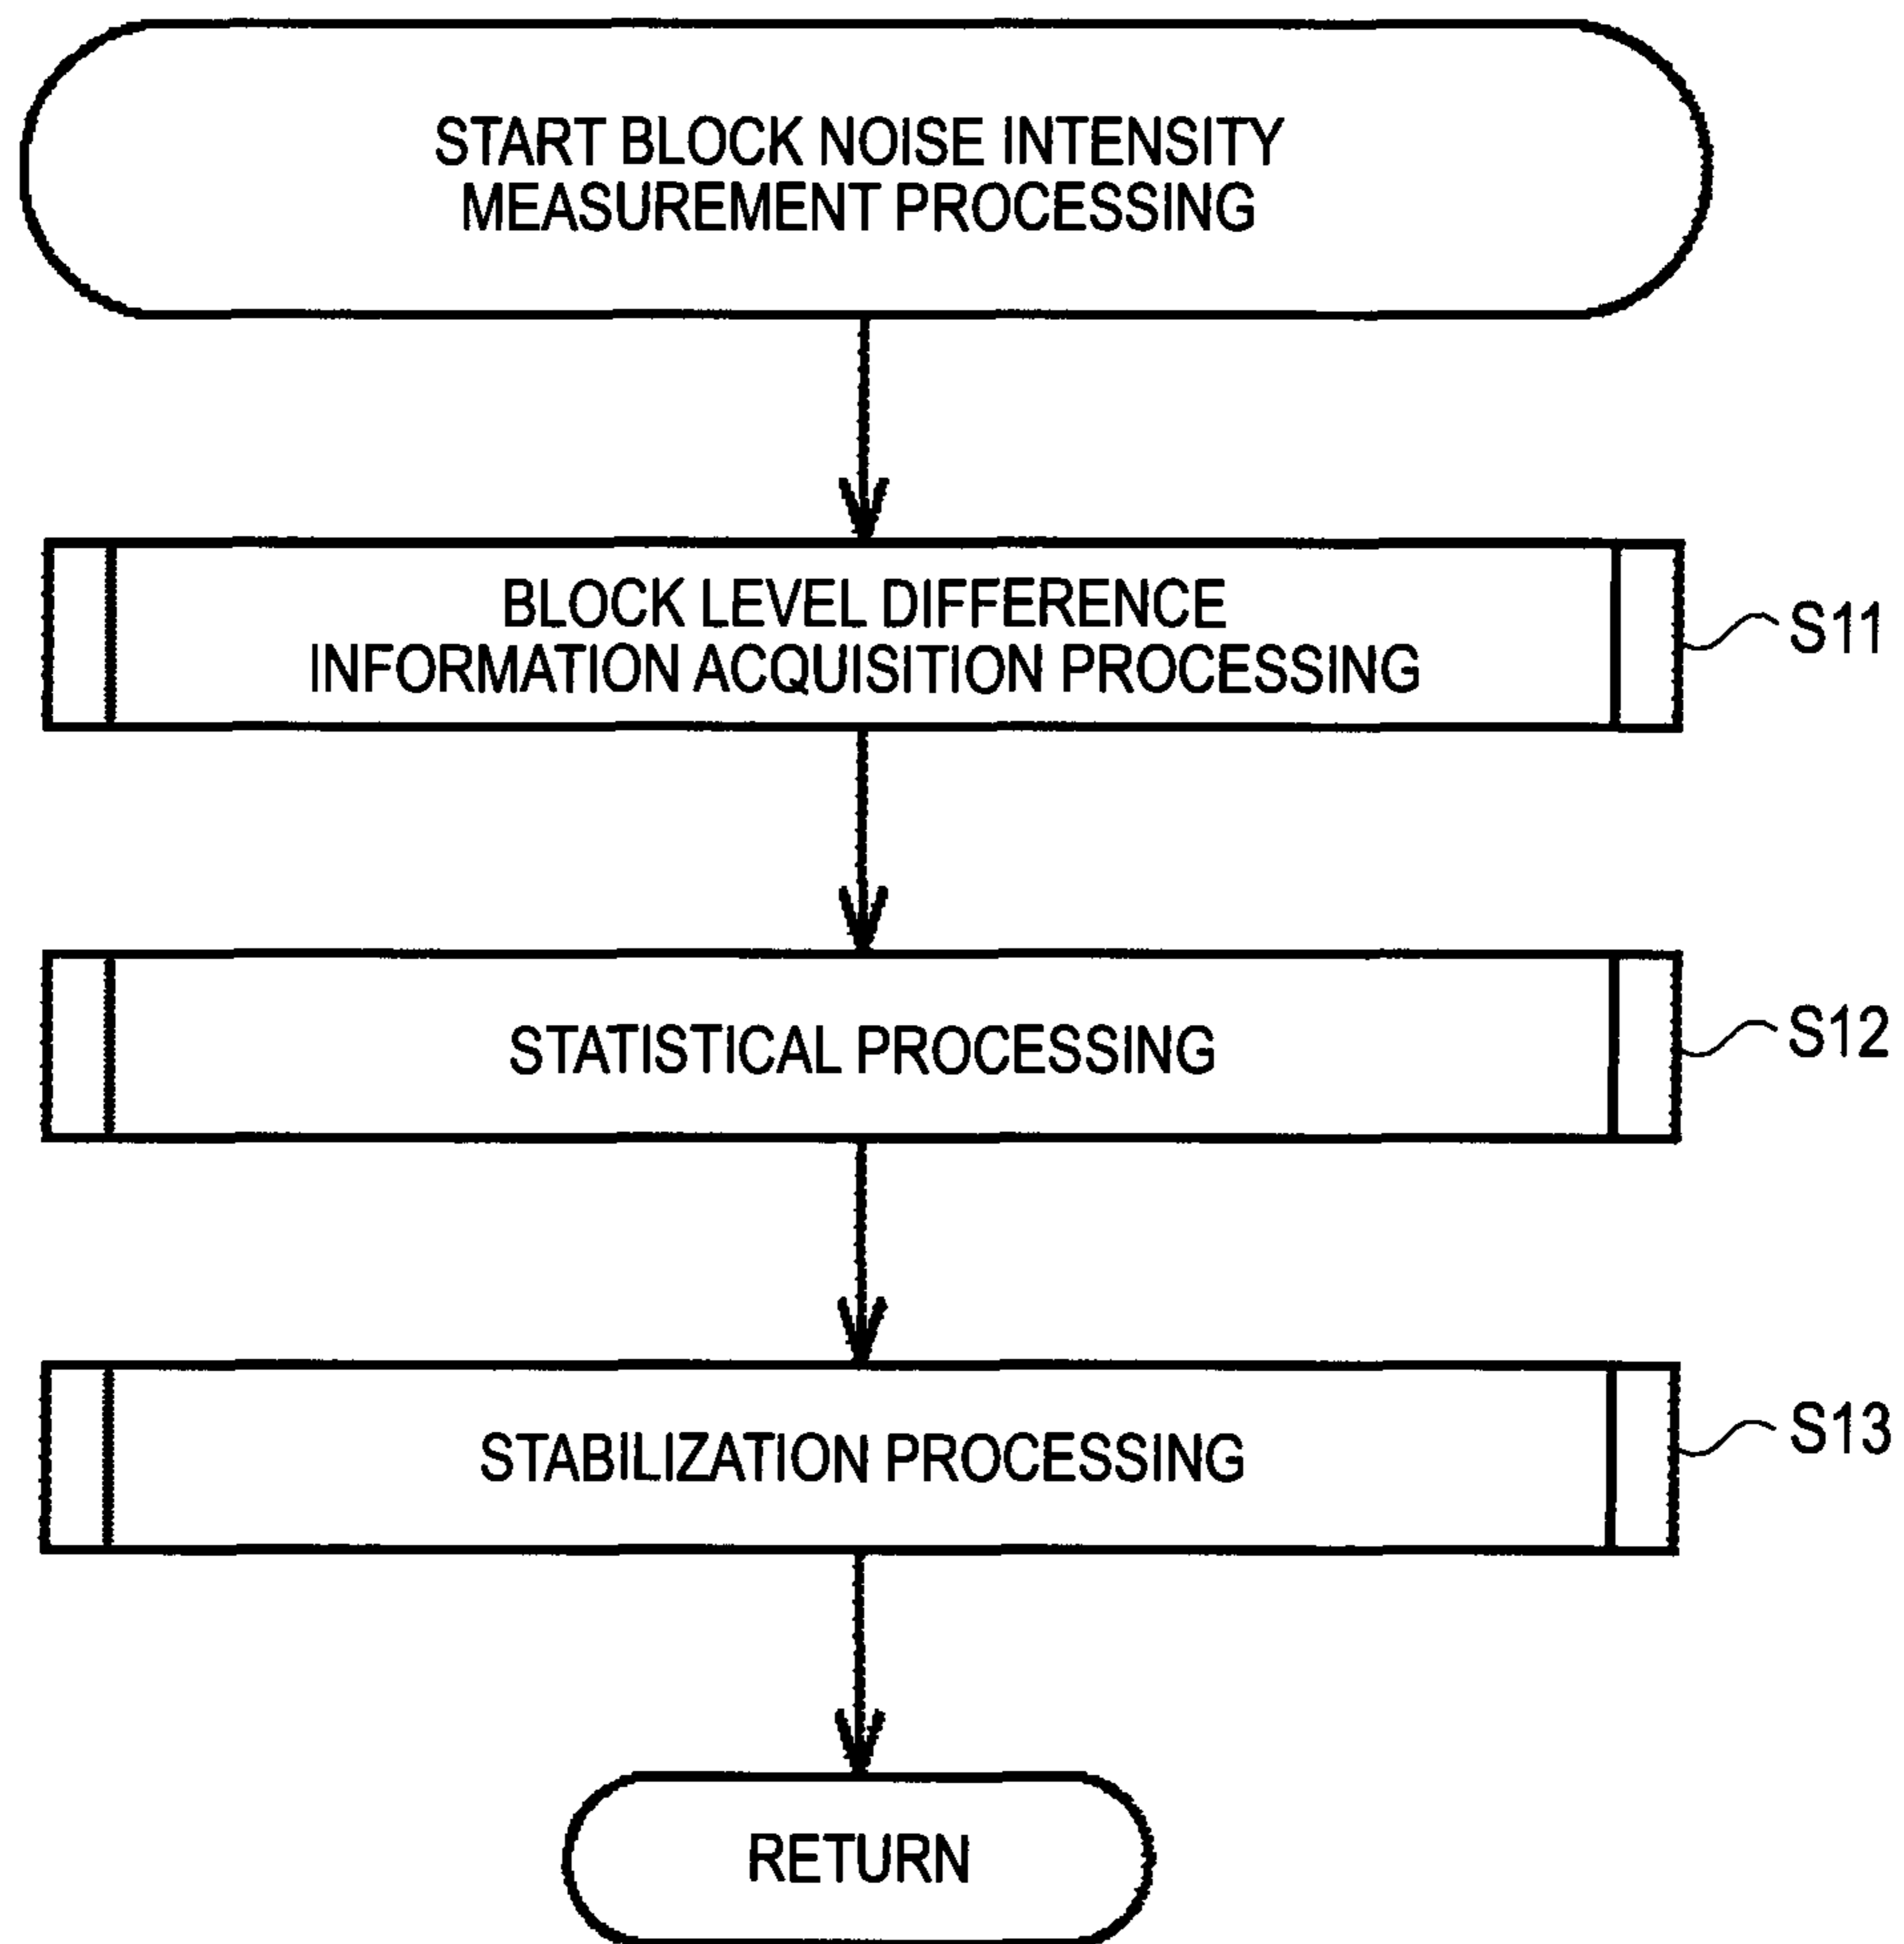 START BLOCK NOISE INTENSITY
MEASUREMENT PROCESSING
BLOCK LEVEL DIFFERENCE
INFORMATION ACQUISITION PROCESSING
S11
STATISTICAL PROCESSING
S12
STABILIZATION PROCESSING
S13
RETURN